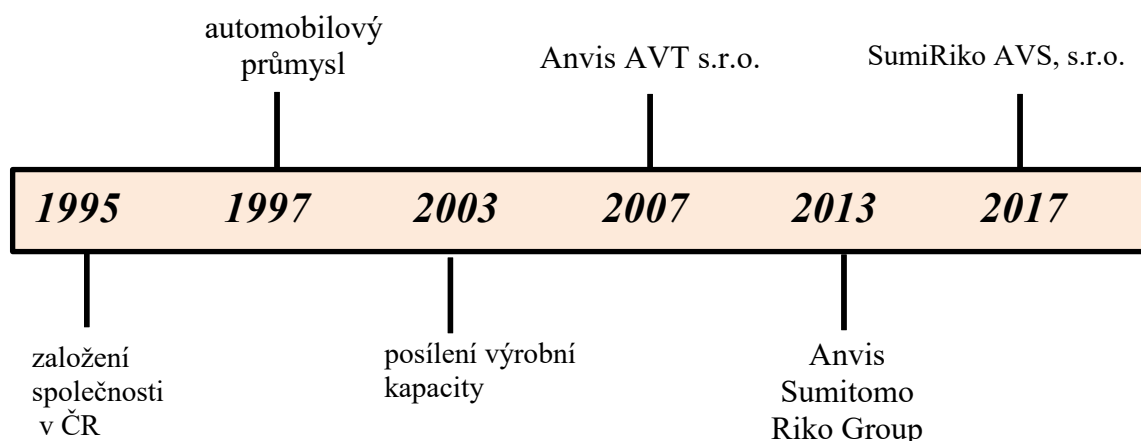 automobilový
průmysl
Anvis AVT s.r.o.
SumiRiko AVS, s.r.o.
1995 1997 2003 2007 2013 2017
založení
společnosti
v ČR
posílení výrobní
kapacity
Anvis
Sumitomo
Riko Group